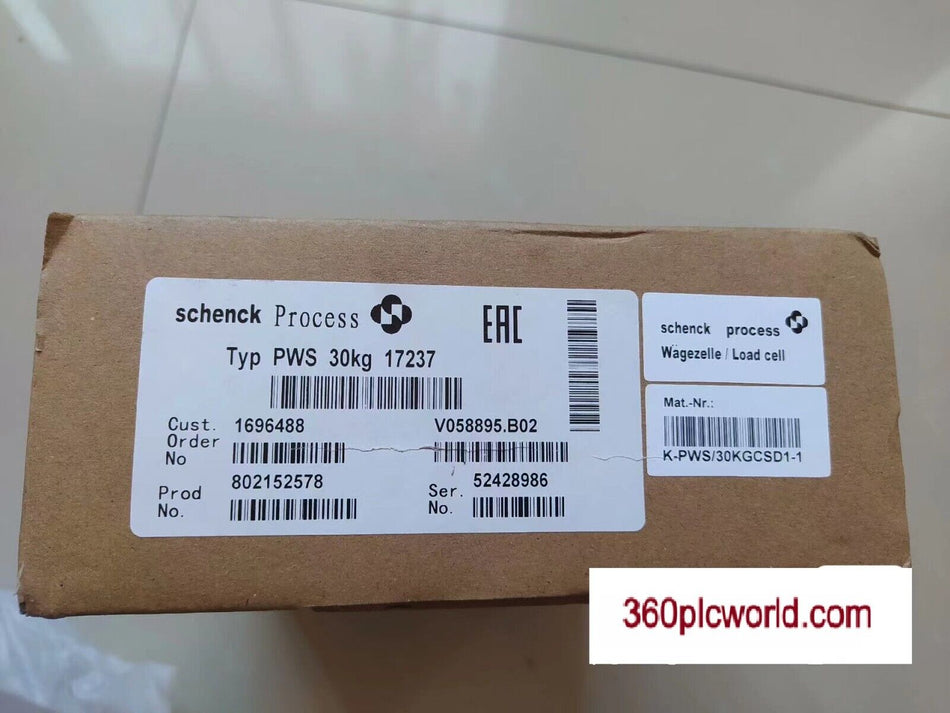 schenck Process
EAC
Typ PWS 30kg 17237
Cust. Order No
1696488
V058895.B02
Prod No.
802152578
Ser. No.
52428986
schenck process
Wägezelle / Load cell
Mat.-Nr.:
K-PWS/30KGCSD1-1
360plcworld.com